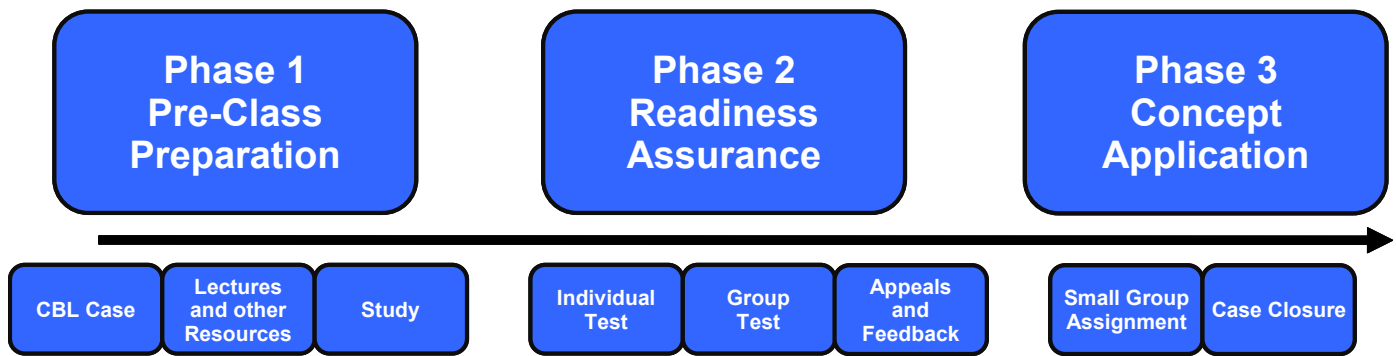 Phase 1
Pre-Class
Preparation
Phase 2
Readiness
Assurance
Phase 3
Concept
Application
CBL Case
Lectures
and other
Resources
Study
Individual
Test
Group
Test
Appeals
and
Feedback
Small Group
Assignment
Case Closure